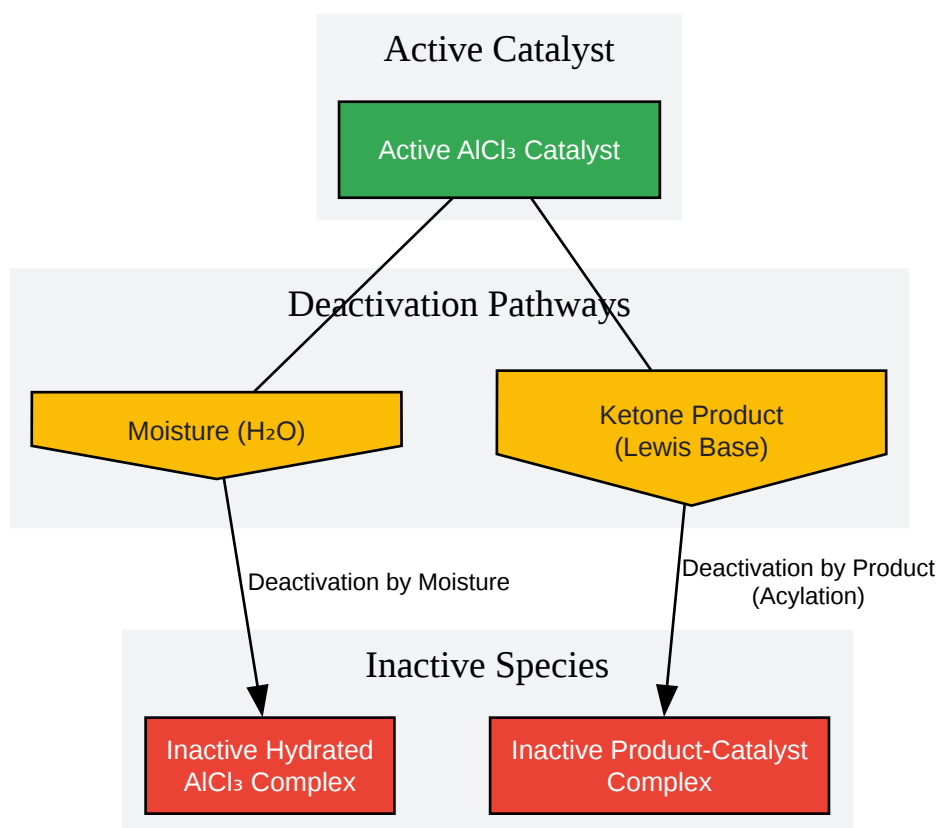 Active Catalyst
Active AlCl₃ Catalyst
Deactivation Pathways
Moisture (H₂O)
Ketone Product
(Lewis Base)
Deactivation by Moisture
Deactivation by Product
(Acylation)
Inactive Species
Inactive Hydrated
AlCl₃ Complex
Inactive Product-Catalyst
Complex